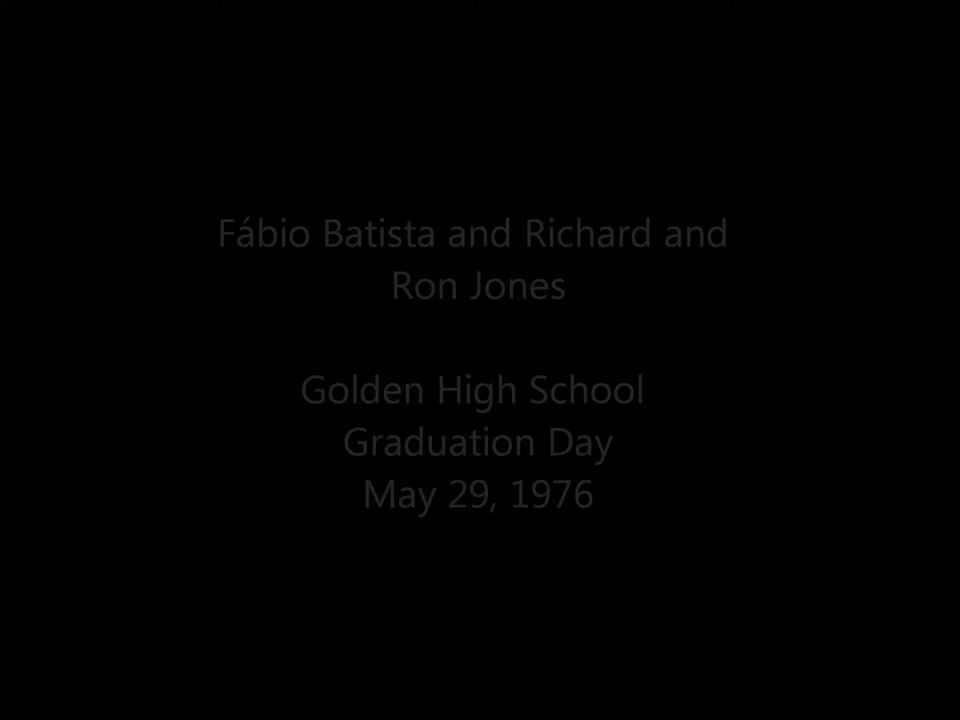 Fábio Batista and Richard and
Ron Jones
Golden High School
Graduation Day
May 29, 1976